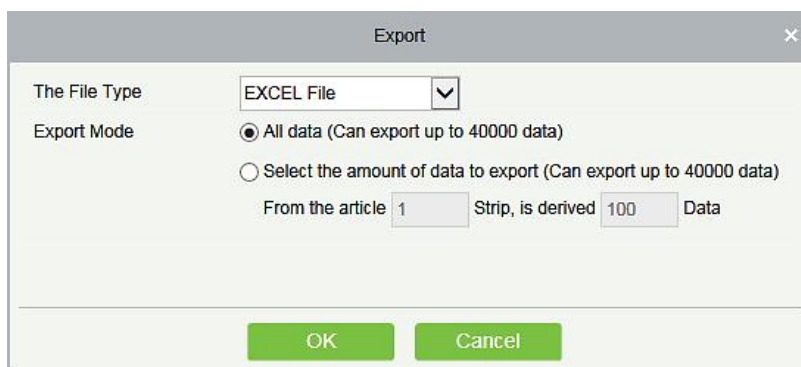 Export
The File Type EXCEL File
Export Mode All data (Can export up to 40000 data)
Select the amount of data to export (Can export up to 40000 data)
From the article 1 Strip, is derived 100 Data
OK Cancel